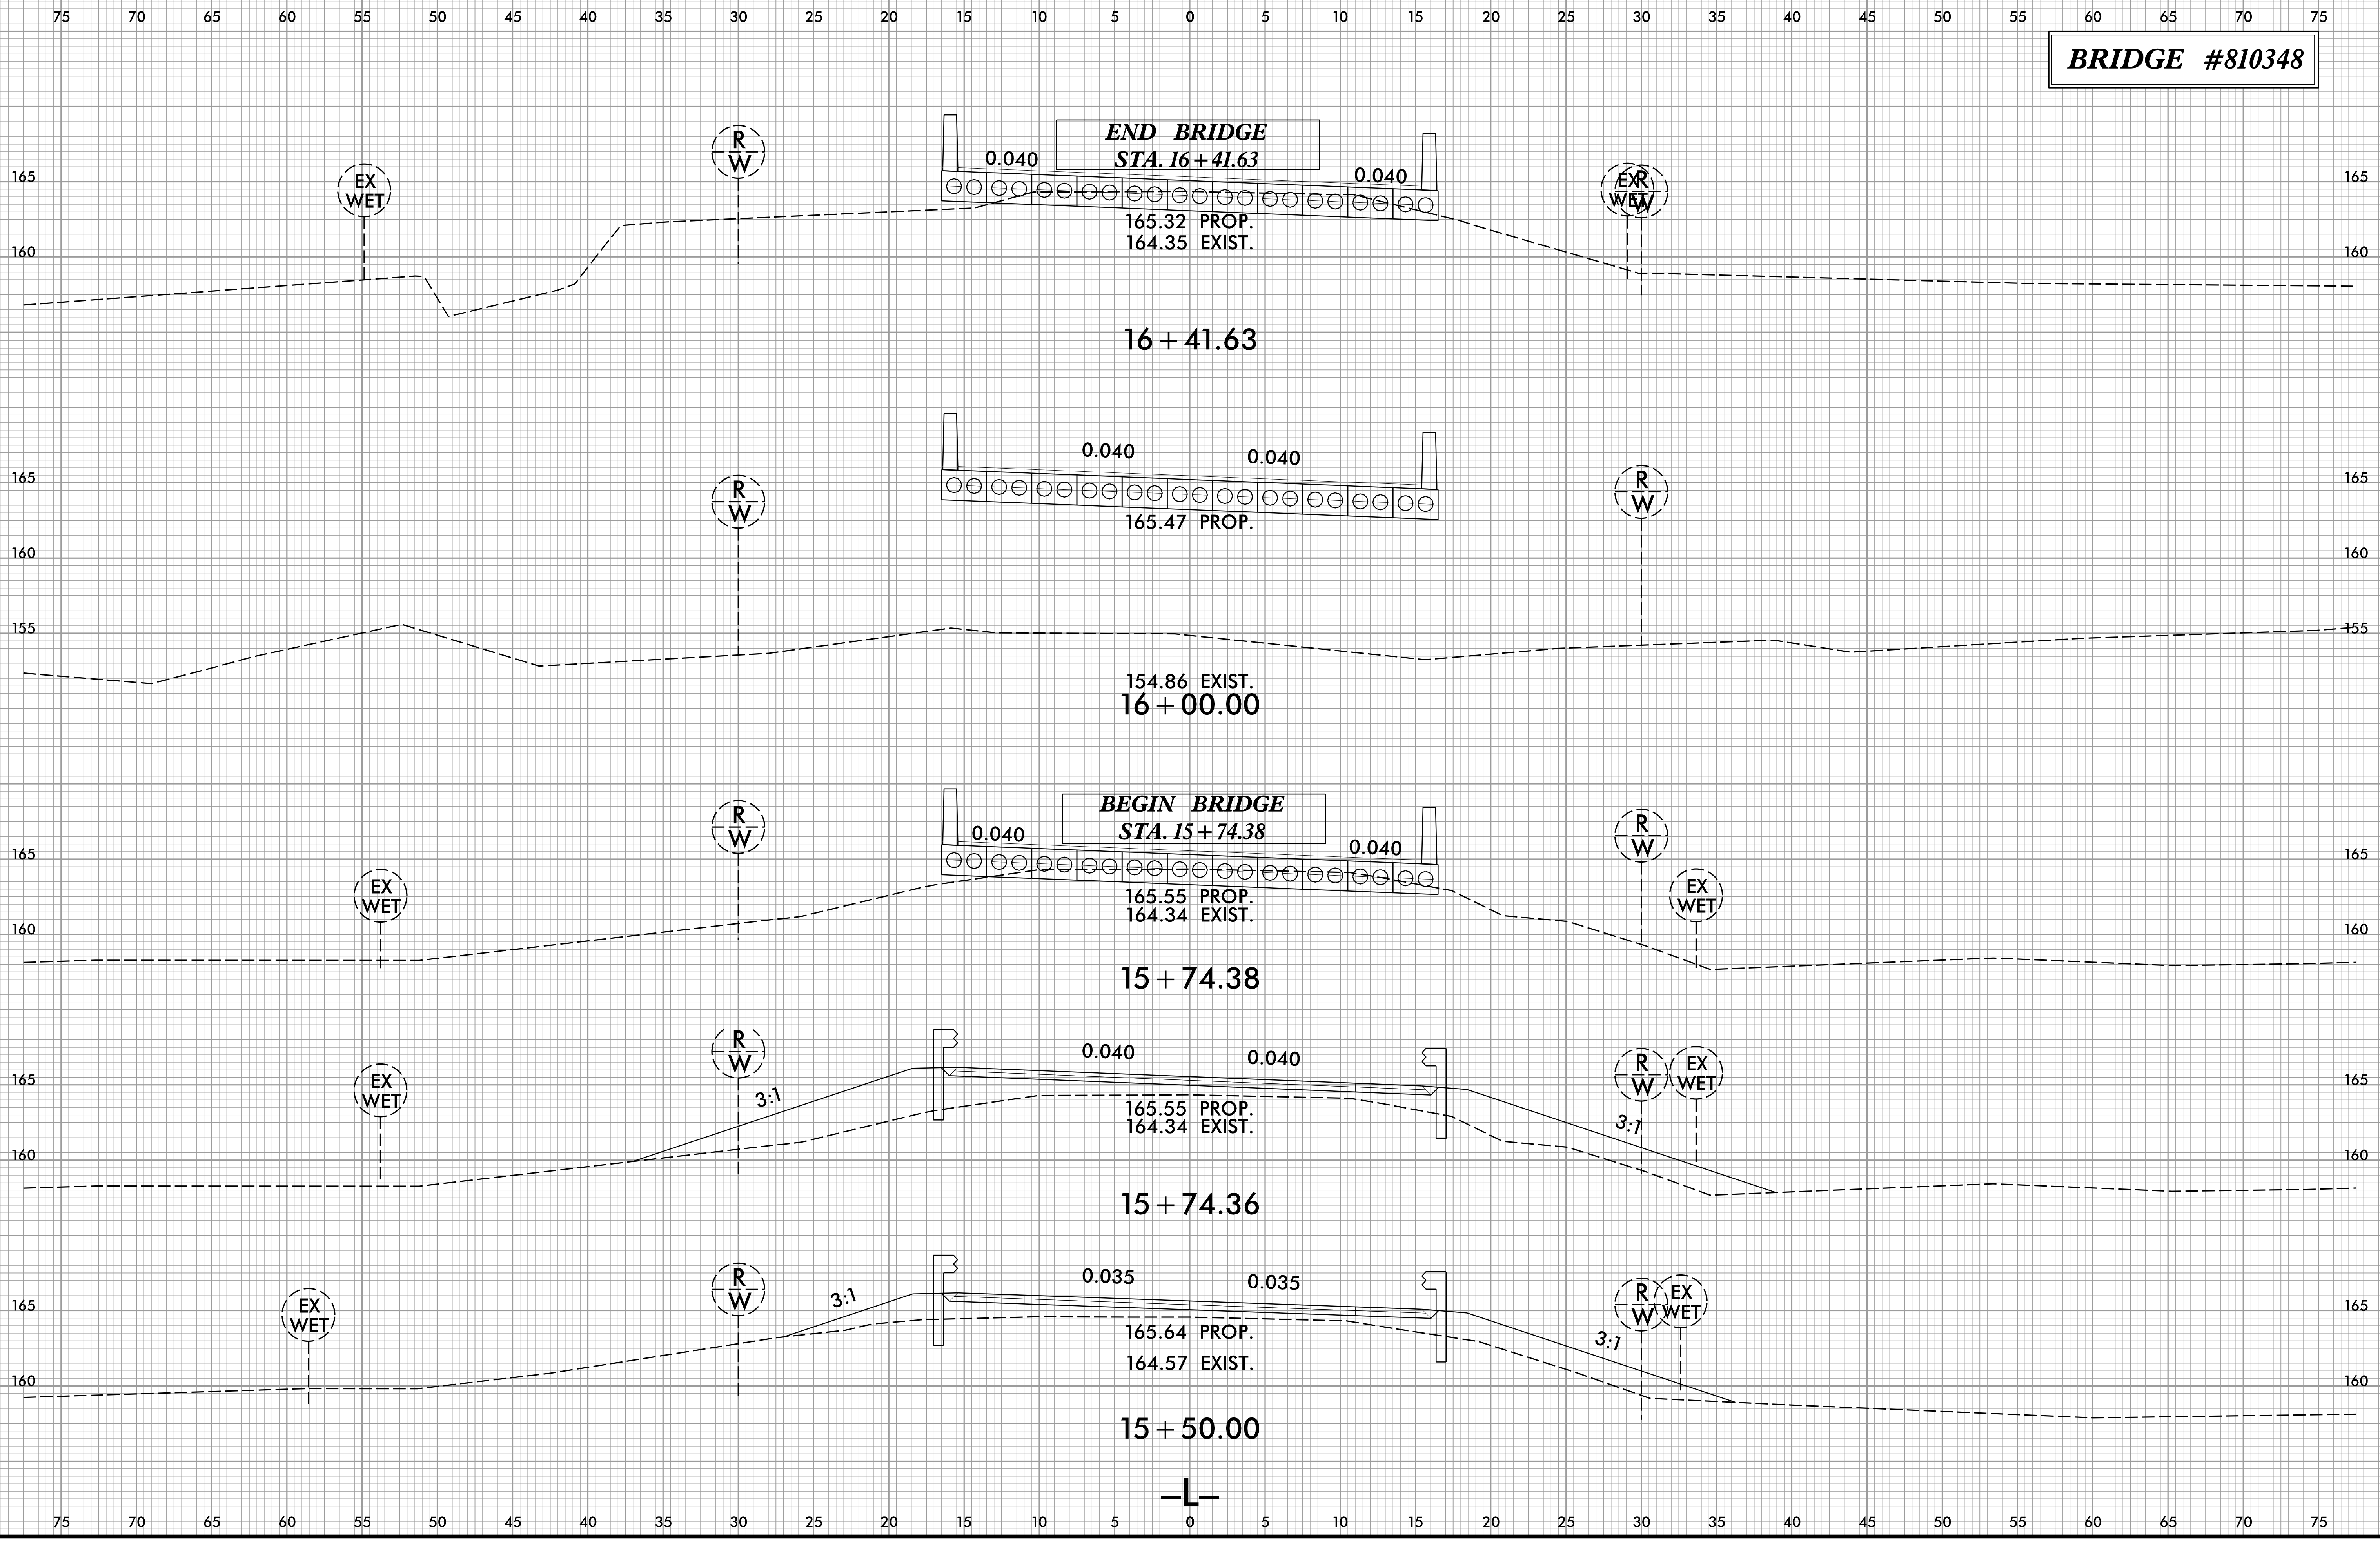 75 70 65 60 55 50 45 40 35 30 25 20 15 10 5 0 5 10 15 20 25 30 35 40 45 50 55 60 65 70 75
BRIDGE #810348
END BRIDGE
STA. 16+41.63
R
W
EX
WET
0.040
0.040
EX
WET
R
W
165
165
165.32 PROP.
164.35 EXIST.
160
160
16+41.63
0.040
0.040
165
165
R
W
R
W
165.47 PROP.
160
160
155
155
154.86 EXIST.
16+00.00
BEGIN BRIDGE
STA. 15+74.38
R
W
R
W
0.040
0.040
165
165
EX
WET
EX
WET
165.55 PROP.
164.34 EXIST.
160
160
15+74.38
R
W
0.040
0.040
R
W
EX
WET
EX
WET
165
165
3:1
3:1
165.55 PROP.
164.34 EXIST.
160
160
15+74.36
R
W
0.035
0.035
R
W
EX
WET
EX
WET
3:1
3:1
165
165
165.64 PROP.
164.57 EXIST.
160
160
15+50.00
–L–
75 70 65 60 55 50 45 40 35 30 25 20 15 10 5 0 5 10 15 20 25 30 35 40 45 50 55 60 65 70 75